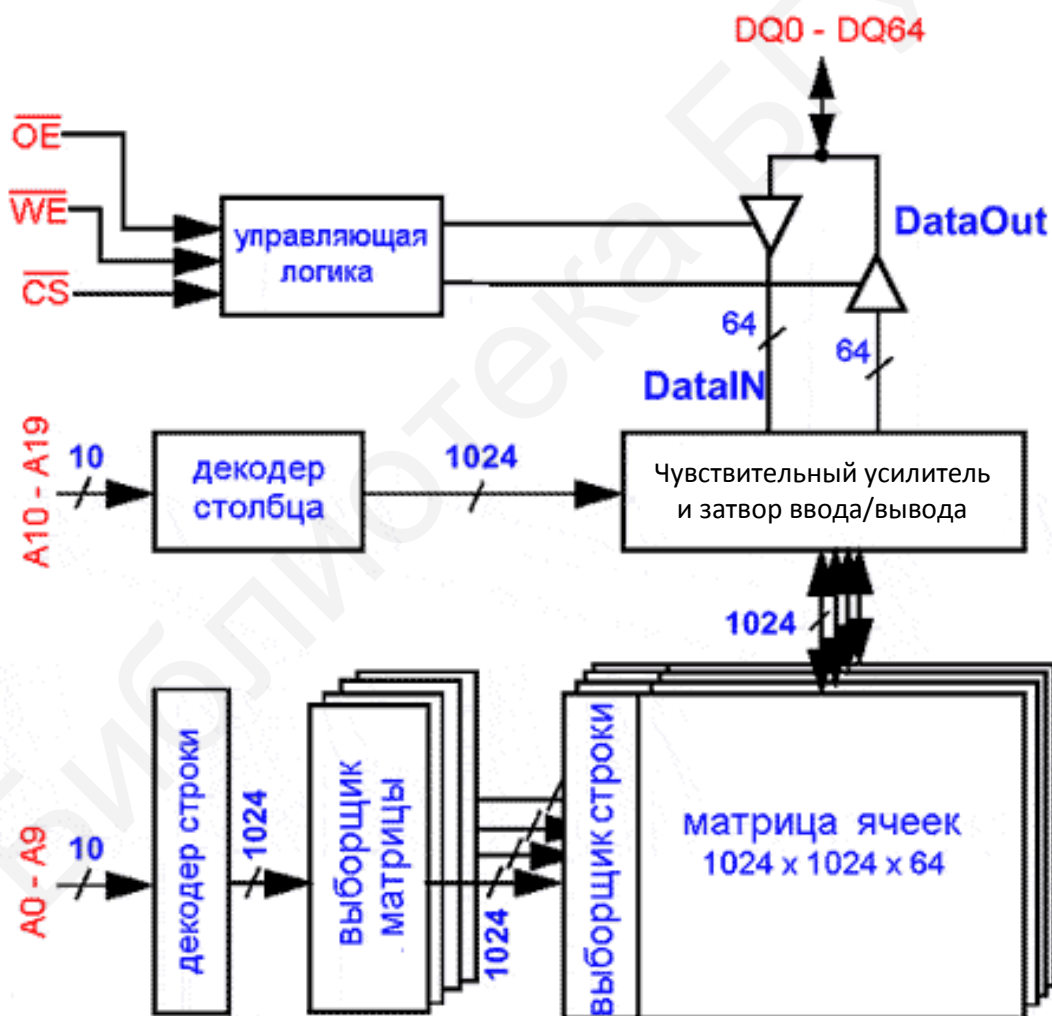 DQ0 - DQ64
OE
WE
CS
управляющая
логика
DataOut
64
64
DataIN
A10 - A19
10
декодер
столбца
1024
Чувствительный усилитель
и затвор ввода/вывода
1024
A0 - A9
10
декодер строки
1024
выборщик
матрицы
1024
выборщик строки
матрица ячеек
1024 x 1024 x 64
Библиотека БГУ